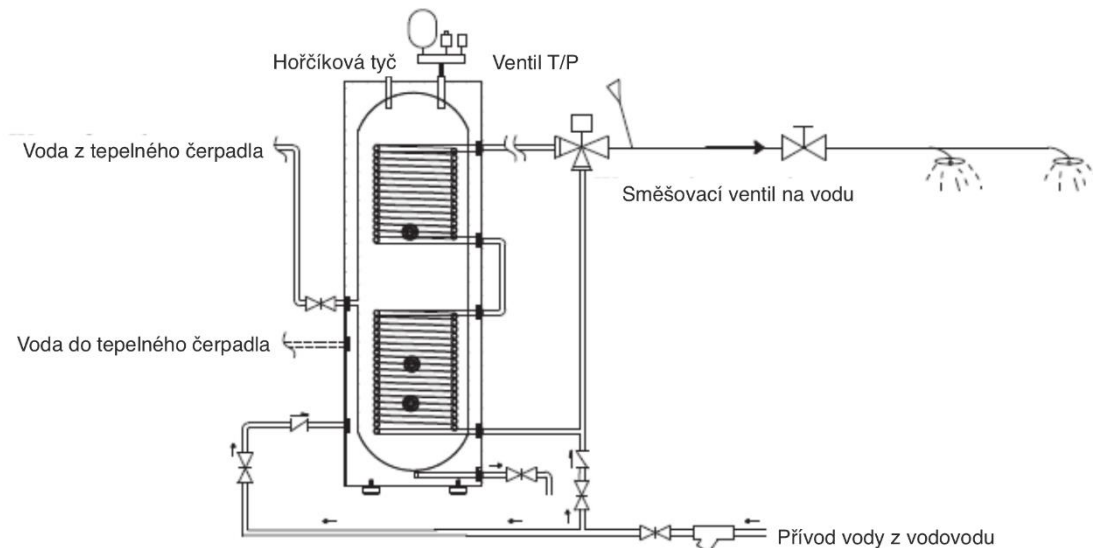 Hořčíková tyč
Ventil T/P
Voda z tepelného čerpadla
Směšovací ventil na vodu
Voda do tepelného čerpadla
Přívod vody z vodovodu